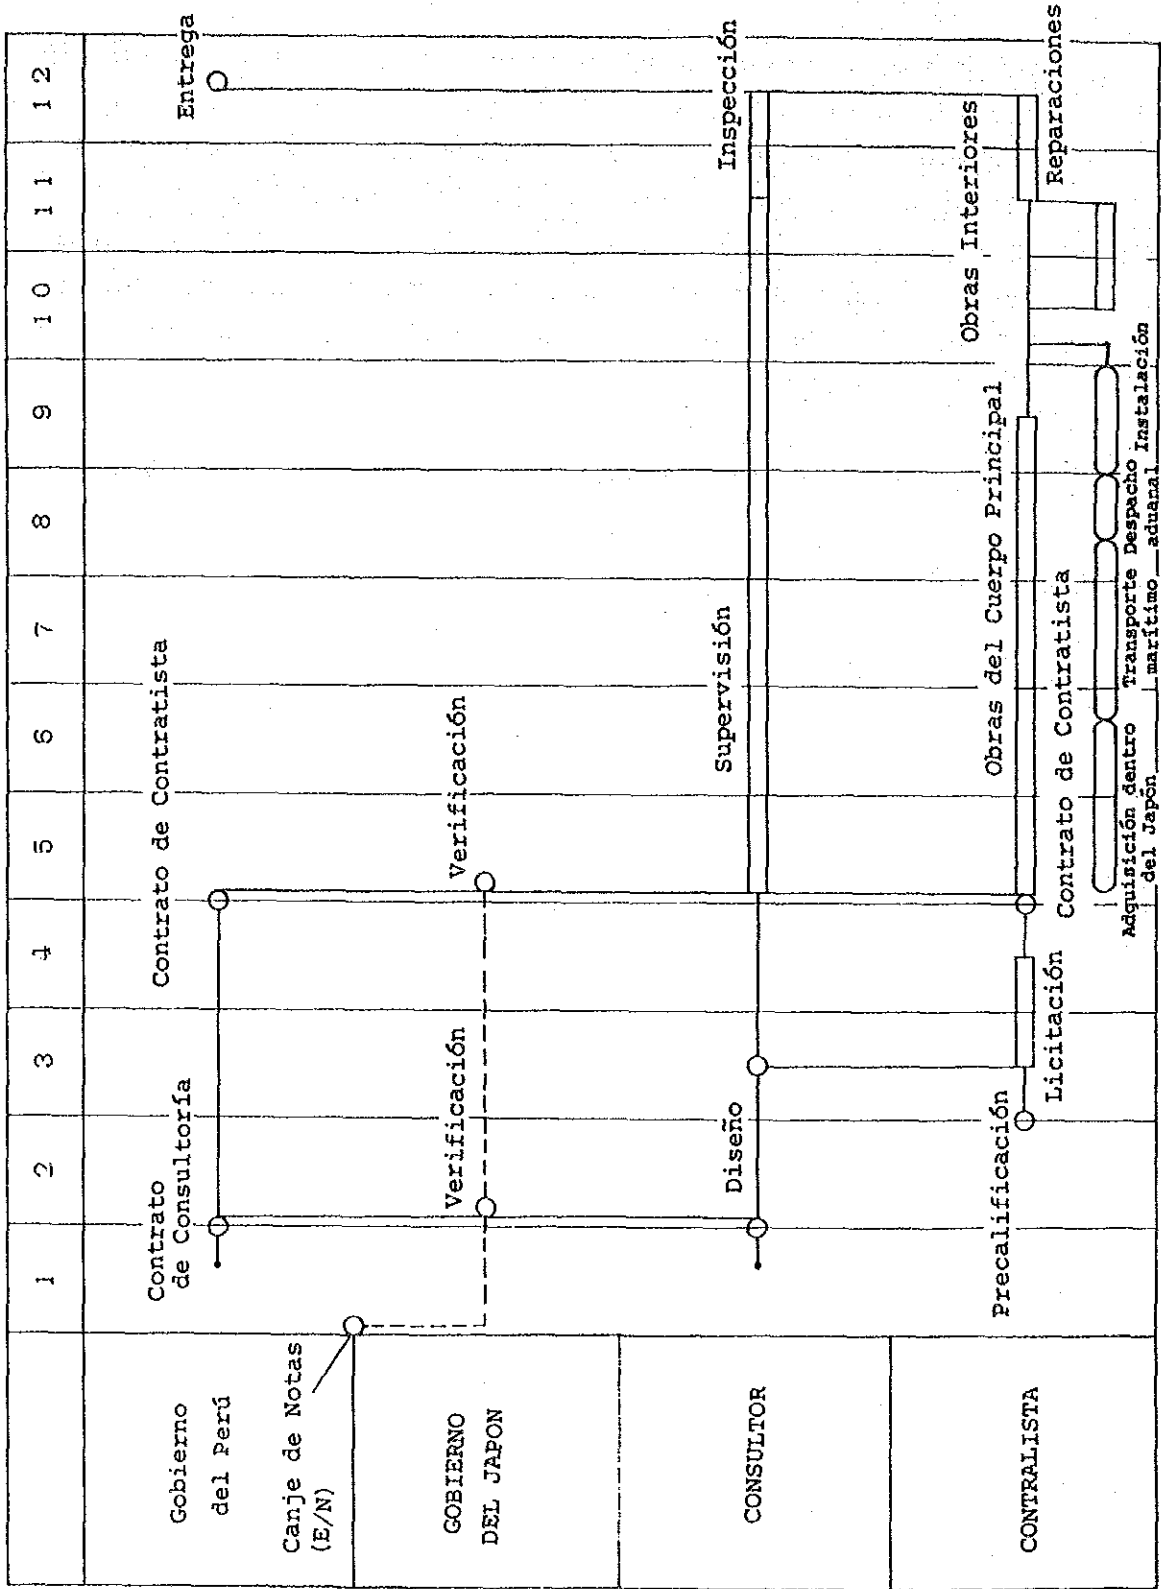 1 2 3 4 5 6 7 8 9 10 11 12
Gobierno
del Perú
Contrato
de Consultoría
Contrato de Contratista
Entrega
Canje de Notas
(E/N)
GOBIERNO
DEL JAPON
Verificación
Verificación
CONSULTOR
Diseño
Supervisión
Inspección
CONTRALISTA
Precalificación
Licitación
Obras del Cuerpo Principal
Obras Interiores
Contrato de Contratista
Reparaciones
Adquisición dentro
del Japón
Transporte
marítimo
Despacho
aduanal
Instalación